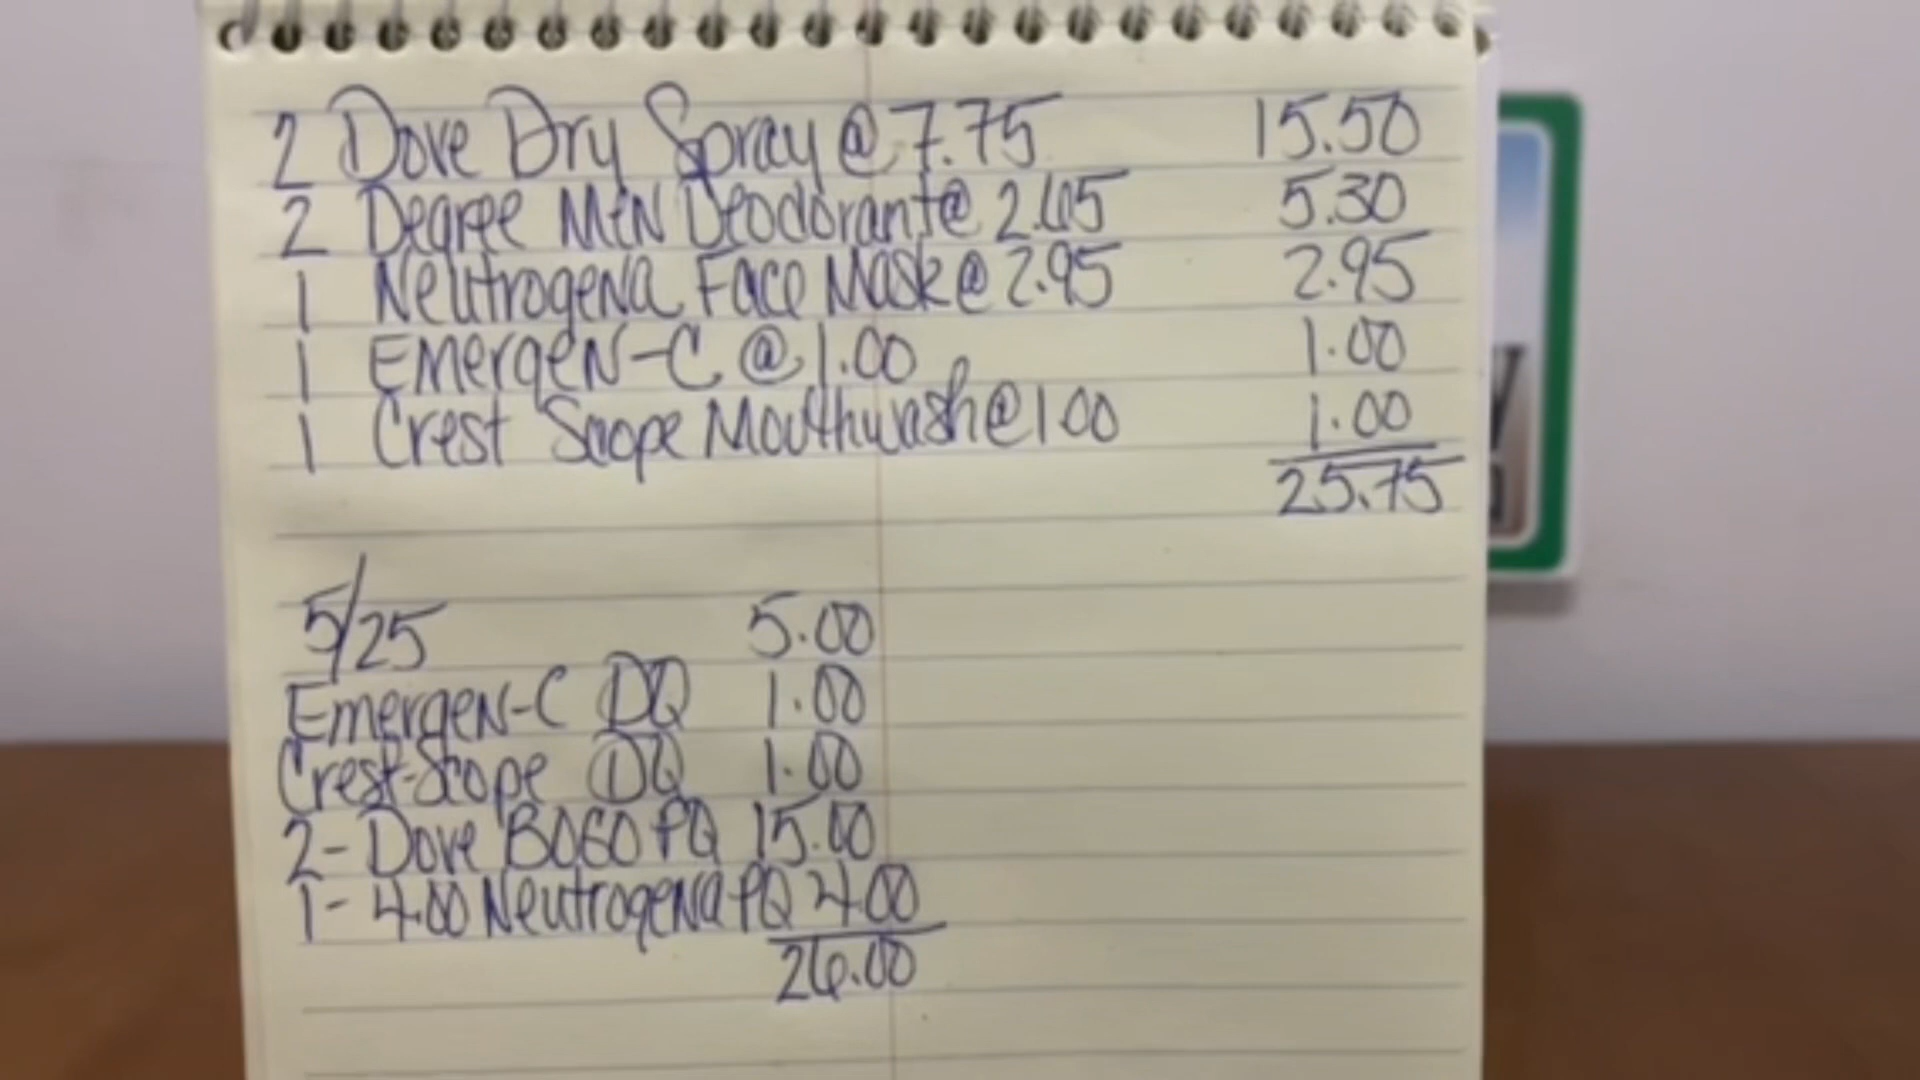 2 Dove Dry Spray @ 7.75 15.50
2 Degree Men Deodorant @ 2.65 5.30
1 Neutrogena Face Mask @ 2.95 2.95
1 Emergen-C @ 1.00 1.00
1 Crest Scope Mouthwash @ 1.00 1.00
25.75
5/25 5.00
Emergen-C DQ 1.00
Crest-Scope DQ 1.00
2- Dove BOGO PQ 15.00
1- 4.00 Neutrogena PQ 4.00
26.00